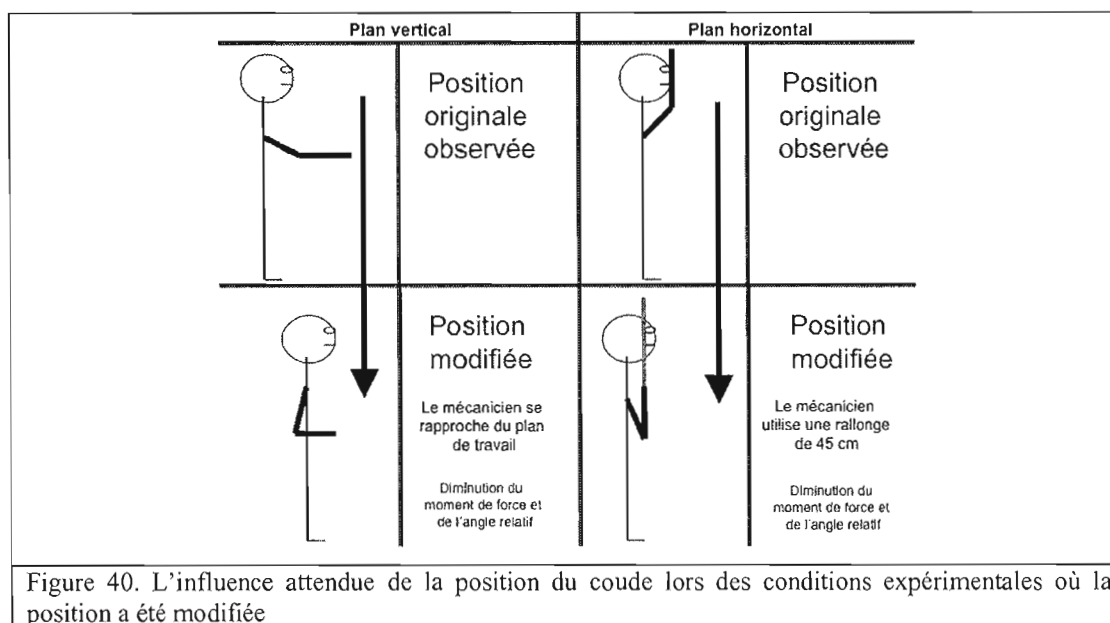 Plan vertical
Plan horizontal
Position
originale
observée
Position
originale
observée
Position
modifiée
Le mécanicien se
rapproche du plan
de travail
Diminution du
moment de force et
de l'angle relatif
Position
modifiée
Le mécanicien
utilise une rallonge
de 45 cm
Diminution du
moment de force et
de l'angle relatif
Figure 40. L'influence attendue de la position du coude lors des conditions expérimentales où la
position a été modifiée